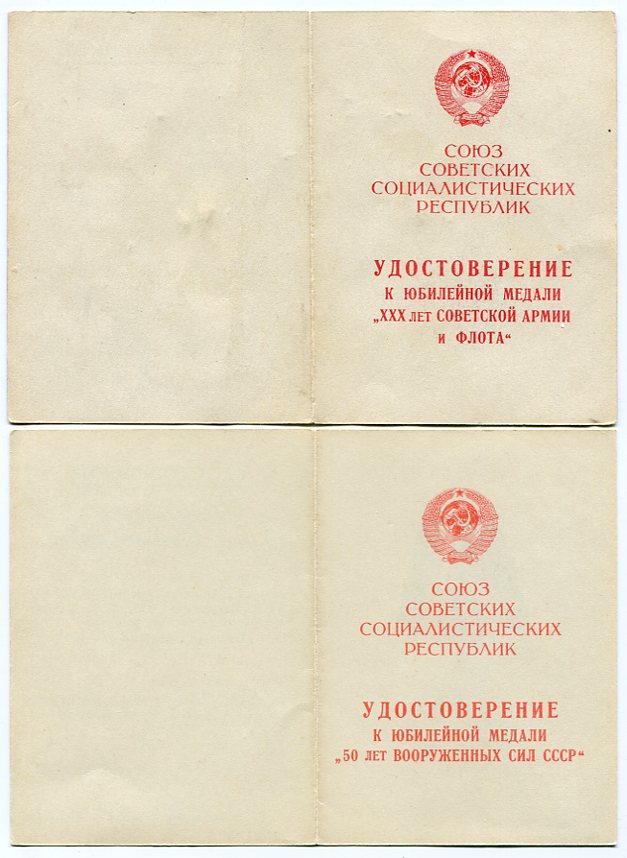 СОЮЗ
СОВЕТСКИХ
СОЦИАЛИСТИЧЕСКИХ
РЕСПУБЛИК
УДОСТОВЕРЕНИЕ
К ЮБИЛЕЙНОЙ МЕДАЛИ
„XXX ЛЕТ СОВЕТСКОЙ АРМИИ
И ФЛОТА“
СОЮЗ
СОВЕТСКИХ
СОЦИАЛИСТИЧЕСКИХ
РЕСПУБЛИК
УДОСТОВЕРЕНИЕ
К ЮБИЛЕЙНОЙ МЕДАЛИ
„50 ЛЕТ ВООРУЖЕННЫХ СИЛ СССР“